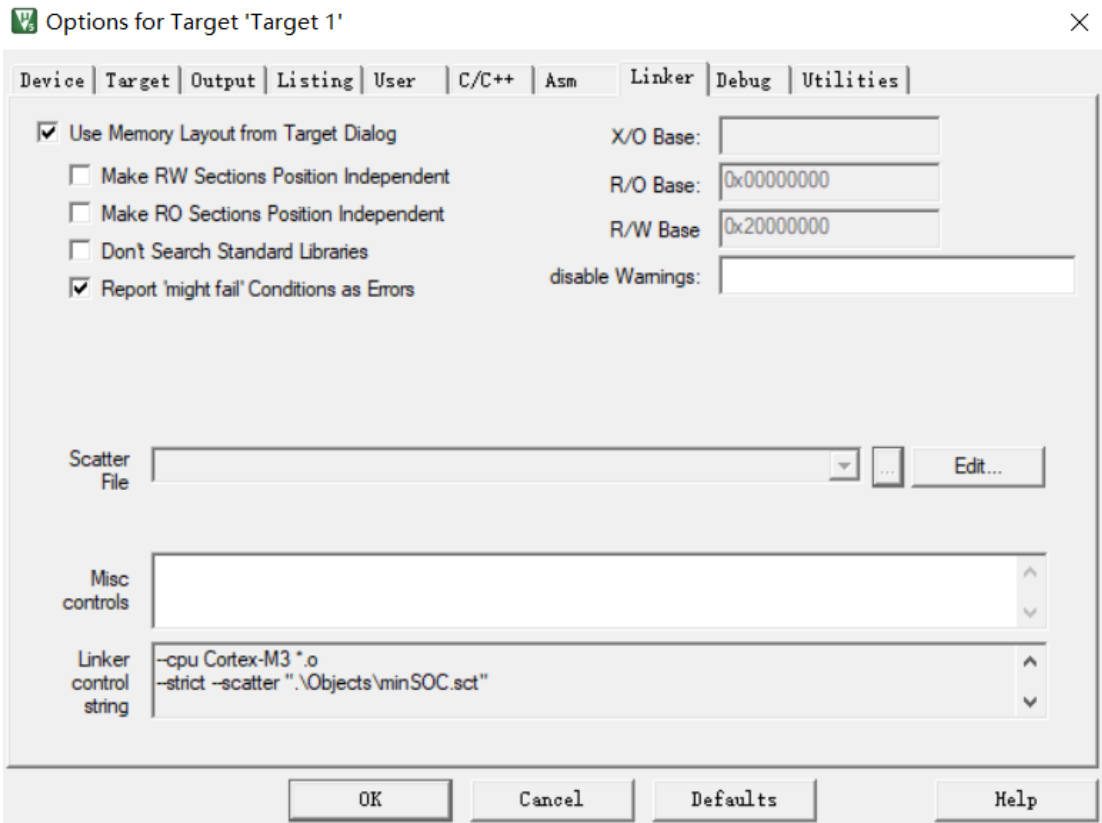 Options for Target 'Target 1'
Device Target Output Listing User C/C++ Asm Linker Debug Utilities
Use Memory Layout from Target Dialog
Make RW Sections Position Independent
Make RO Sections Position Independent
Don't Search Standard Libraries
Report 'might fail' Conditions as Errors
X/O Base:
R/O Base: 0x00000000
R/W Base 0x20000000
disable Warnings:
Scatter
File
...
Edit...
Misc
controls
Linker
control
string
--cpu Cortex-M3 *.o
--strict --scatter ".\Objects\minSOC.sct"
OK Cancel Defaults Help